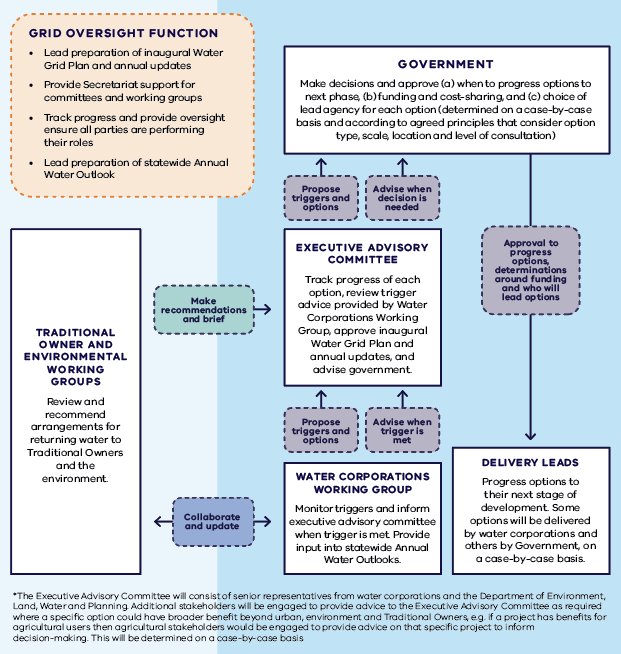 GRID OVERSIGHT FUNCTION
• Lead preparation of inaugural Water
Grid Plan and annual updates
• Provide Secretariat support for
committees and working groups
• Track progress and provide oversight
ensure all parties are performing
their roles
• Lead preparation of statewide Annual
Water Outlook
GOVERNMENT
Make decisions and approve (a) when to progress options to
next phase, (b) funding and cost-sharing, and (c) choice of
lead agency for each option (determined on a case-by-case
basis and according to agreed principles that consider option
type, scale, location and level of consultation)
Propose
triggers and
options
Advise when
decision is
needed
Approval to
progress
options,
determinations
around funding
and who will
lead options
EXECUTIVE ADVISORY
COMMITTEE
Track progress of each
option, review trigger
advice provided by Water
Corporations Working
Group, approve inaugural
Water Grid Plan and
annual updates, and
advise government.
Make
recommendations
and brief
TRADITIONAL
OWNER AND
ENVIRONMENTAL
WORKING
GROUPS
Review and
recommend
arrangements for
returning water to
Traditional Owners
and the
environment.
Propose
triggers and
options
Advise when
trigger is
met
WATER CORPORATIONS
WORKING GROUP
Monitor triggers and inform
executive advisory committee
when trigger is met. Provide
input into statewide Annual
Water Outlooks.
Collaborate
and update
DELIVERY LEADS
Progress options to
their next stage of
development. Some
options will be delivered
by water corporations and
others by Government, on
a case-by-case basis.
*The Executive Advisory Committee will consist of senior representatives from water corporations and the Department of Environment,
Land, Water and Planning. Additional stakeholders will be engaged to provide advice to the Executive Advisory Committee as required
where a specific option could have broader benefit beyond urban, environment and Traditional Owners, e.g. if a project has benefits for
agricultural users then agricultural stakeholders would be engaged to provide advice on that specific project to inform
decision-making. This will be determined on a case-by-case basis